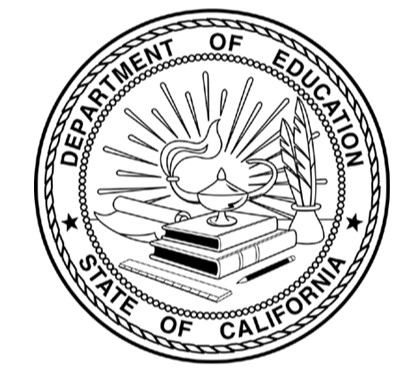 DEPARTMENT OF EDUCATION
STATE OF CALIFORNIA